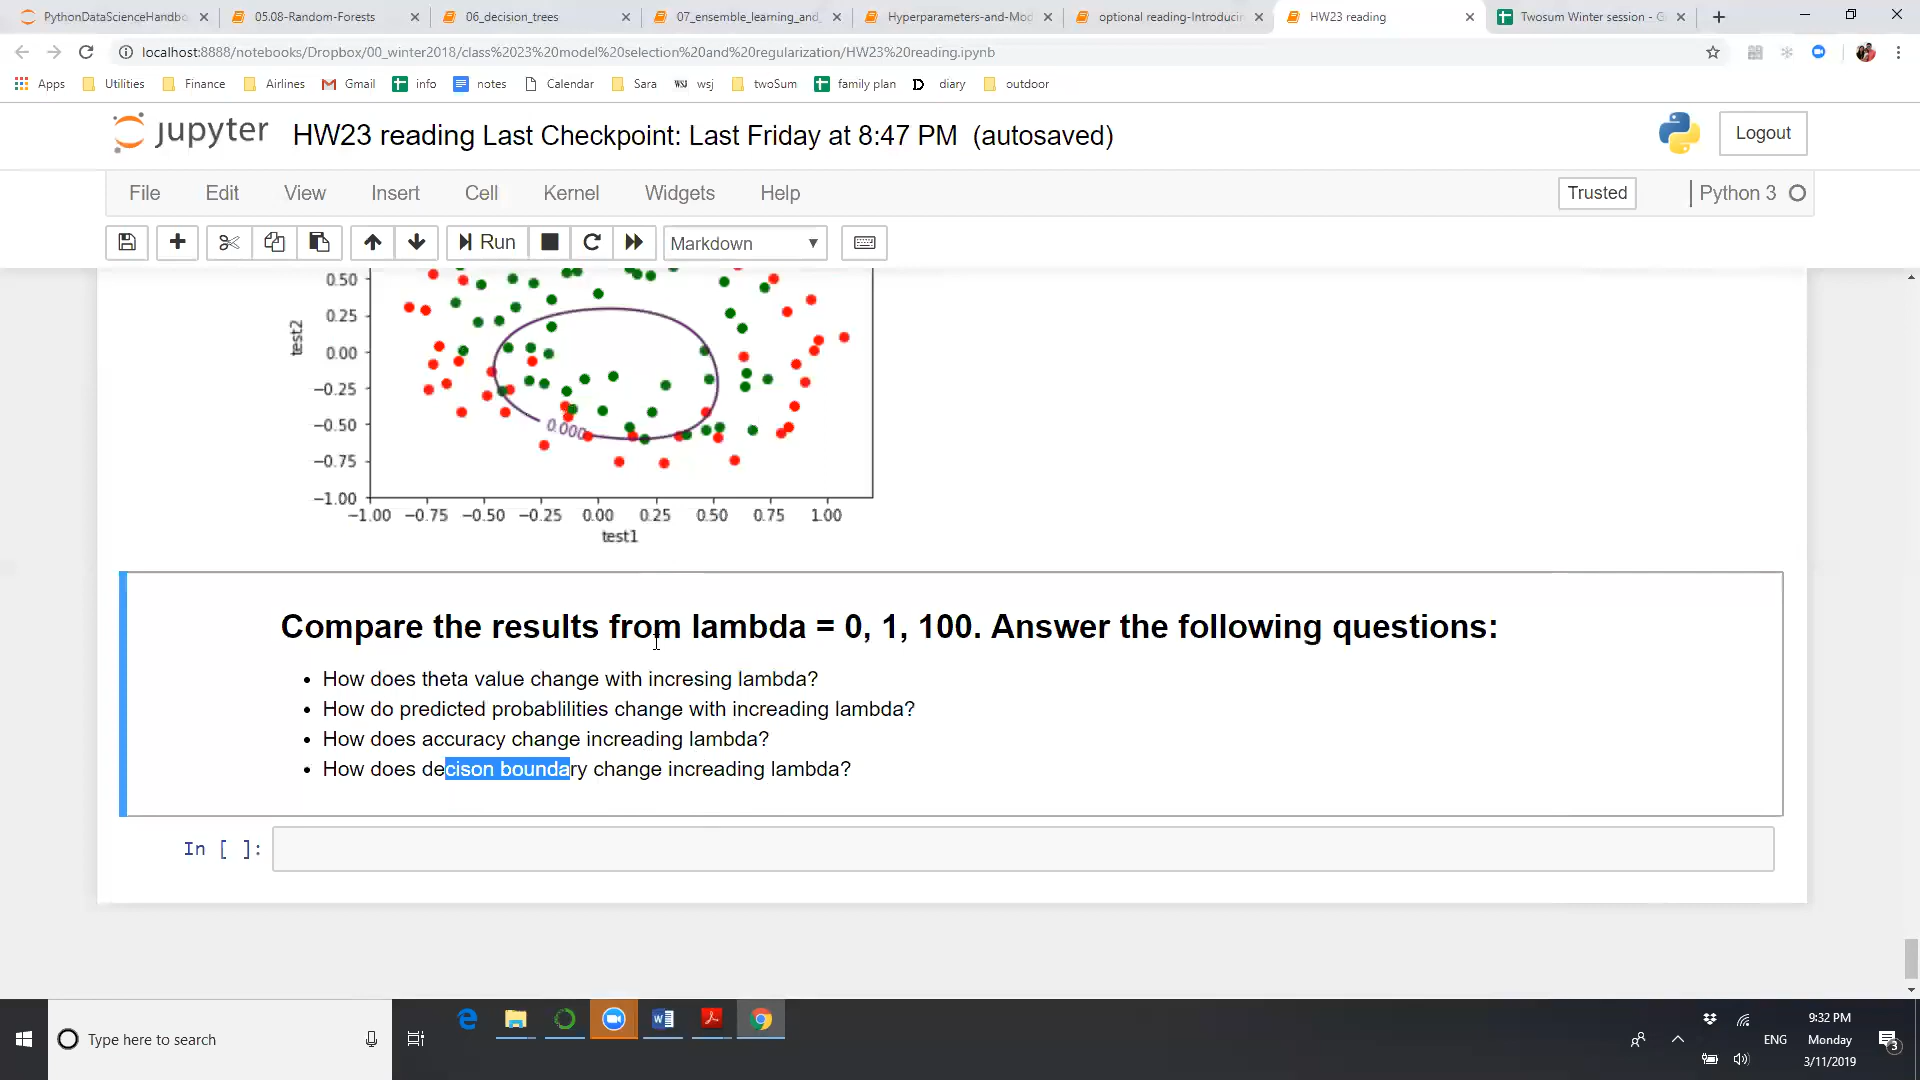 PythonDataScienceHandbo
05.08-Random-Forests
06_decision_trees
07_ensemble_learning_and_
Hyperparameters-and-Mod
optional reading-Introducin
HW23 reading
Twosum Winter session - G
localhost:8888/notebooks/Dropbox/00_winter2018/class%2023%20model%20selection%20and%20regularization/HW23%20reading.ipynb
Apps Utilities Finance Airlines Gmail info notes Calendar Sara WSJ wsj twoSum family plan D diary outdoor
jupyter HW23 reading Last Checkpoint: Last Friday at 8:47 PM (autosaved) Logout
File Edit View Insert Cell Kernel Widgets Help Trusted Python 3
Run Markdown
0.50
0.25
test2
0.00
−0.25
−0.50
0.000
−0.75
−1.00
−1.00 −0.75 −0.50 −0.25 0.00 0.25 0.50 0.75 1.00
test1
Compare the results from lambda = 0, 1, 100. Answer the following questions:
• How does theta value change with incresing lambda?
• How do predicted probablilities change with increading lambda?
• How does accuracy change increading lambda?
• How does decison boundary change increading lambda?
In [ ]:
Type here to search
ENG
9:32 PM
Monday
3/11/2019
3